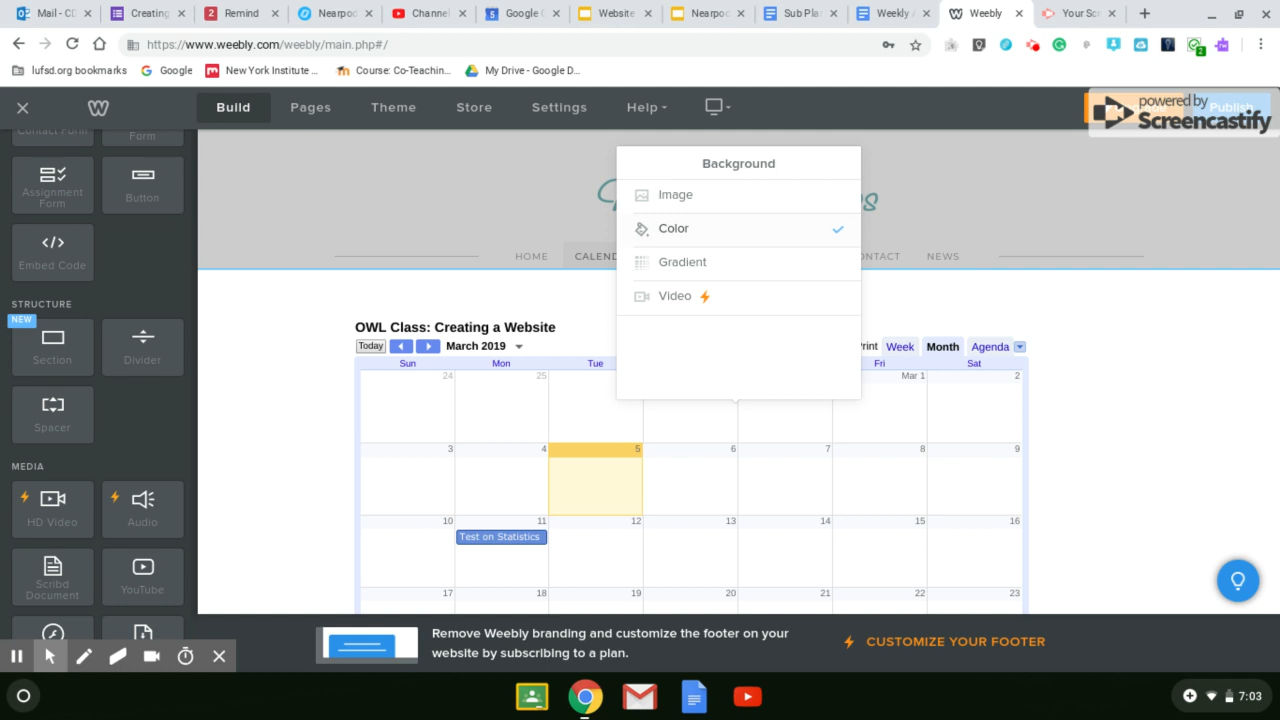 Mail - CD
Creating
Remind
Nearpod
Channel
Google C
Website
Nearpod
Sub Plan
Weekly A
Weebly
Your Scr
https://www.weebly.com/weebly/main.php#/
2
lufsd.org bookmarks
Google
New York Institute ...
Course: Co-Teachin...
My Drive - Google D...
Build
Pages
Theme
Store
Settings
Help
Publish
powered by
Screencastify
Contact Form
Form
Assignment
Form
Button
Embed Code
STRUCTURE
NEW
Section
Divider
Spacer
MEDIA
HD Video
Audio
Scribd
Document
YouTube
Background
Image
Color
Gradient
Video
HOME
CALEND
ONTACT
NEWS
OWL Class: Creating a Website
Today
March 2019
rint
Week
Month
Agenda
Sun Mon Tue Fri Sat
24 25 Mar 1 2
3 4 5 6 7 8 9
10 11 12 13 14 15 16
Test on Statistics
17 18 19 20 21 22 23
Remove Weebly branding and customize the footer on your
website by subscribing to a plan.
CUSTOMIZE YOUR FOOTER
7:03